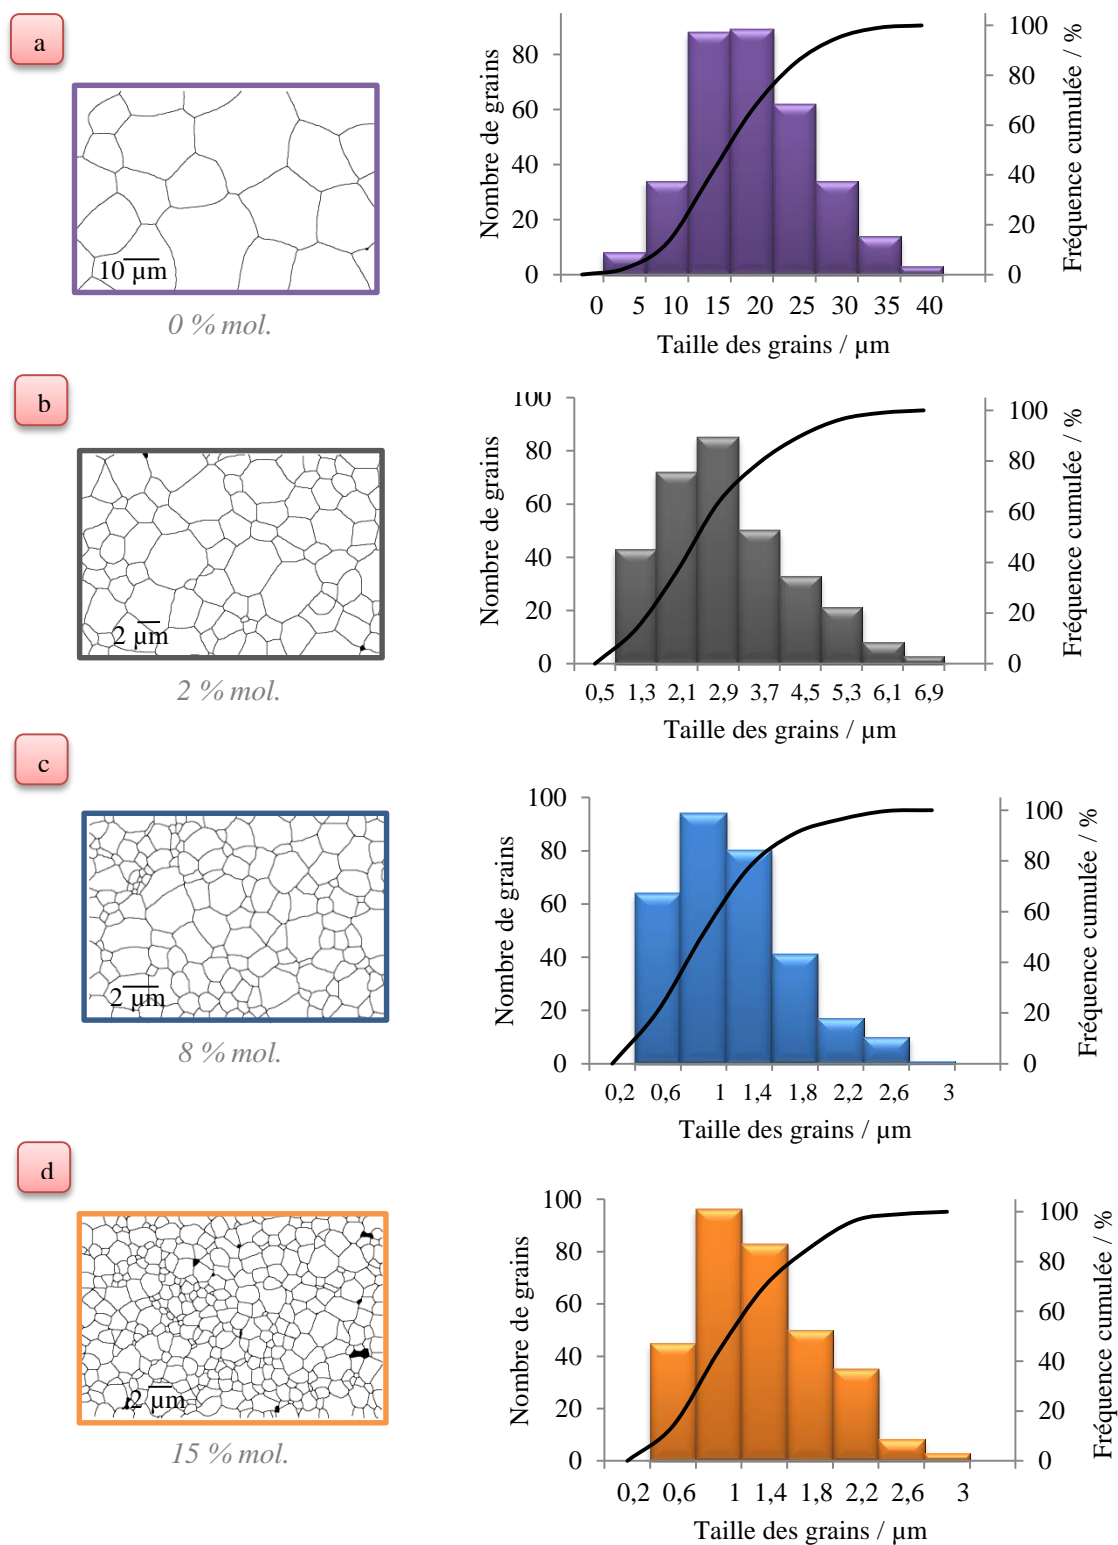 a
10 µm
0 % mol.
Nombre de grains
80
60
40
20
0
0 5 10 15 20 25 30 35 40
Taille des grains / µm
100
80
60
40
20
0
Fréquence cumulée / %
b
2 µm
2 % mol.
Nombre de grains
100
80
60
40
20
0
0,5 1,3 2,1 2,9 3,7 4,5 5,3 6,1 6,9
Taille des grains / µm
100
80
60
40
20
0
Fréquence cumulée / %
c
2 µm
8 % mol.
Nombre de grains
100
80
60
40
20
0
0,2 0,6 1 1,4 1,8 2,2 2,6 3
Taille des grains / µm
100
80
60
40
20
0
Fréquence cumulée / %
d
2 µm
15 % mol.
Nombre de grains
100
80
60
40
20
0
0,2 0,6 1 1,4 1,8 2,2 2,6 3
Taille des grains / µm
100
80
60
40
20
0
Fréquence cumulée / %